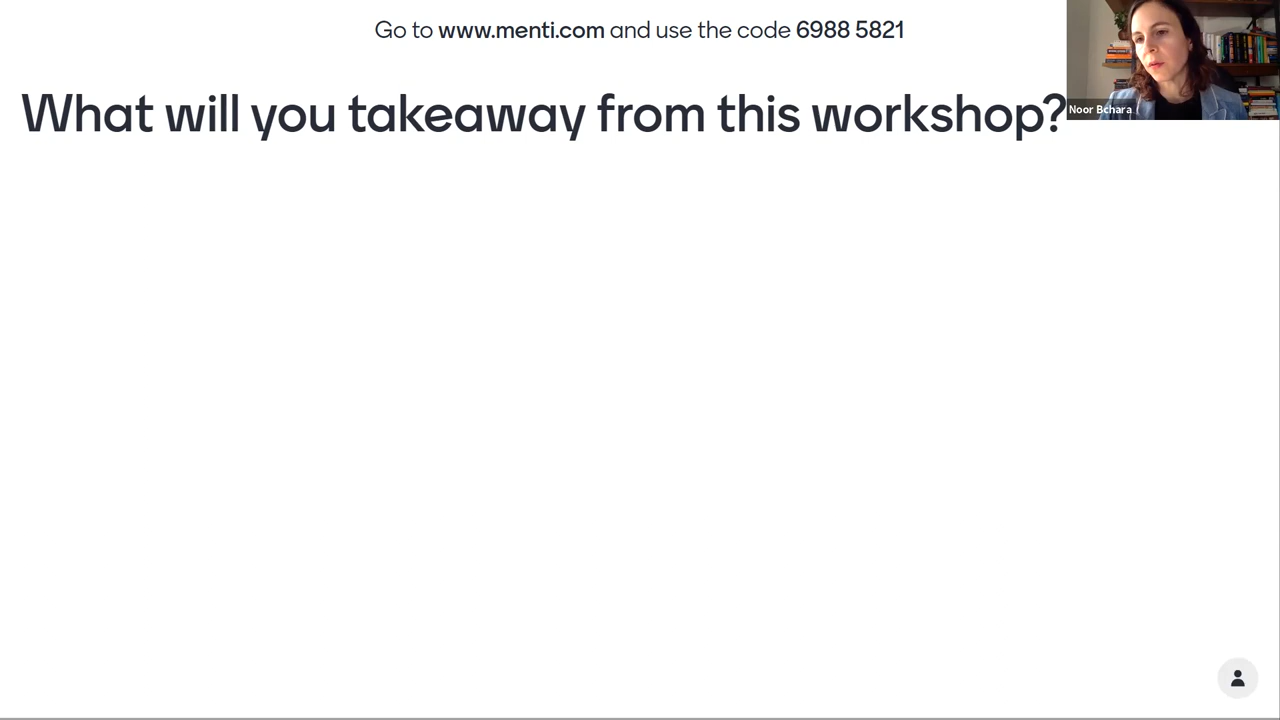 Go to www.menti.com and use the code 6988 5821
What will you takeaway from this workshop?
Noor Bchara